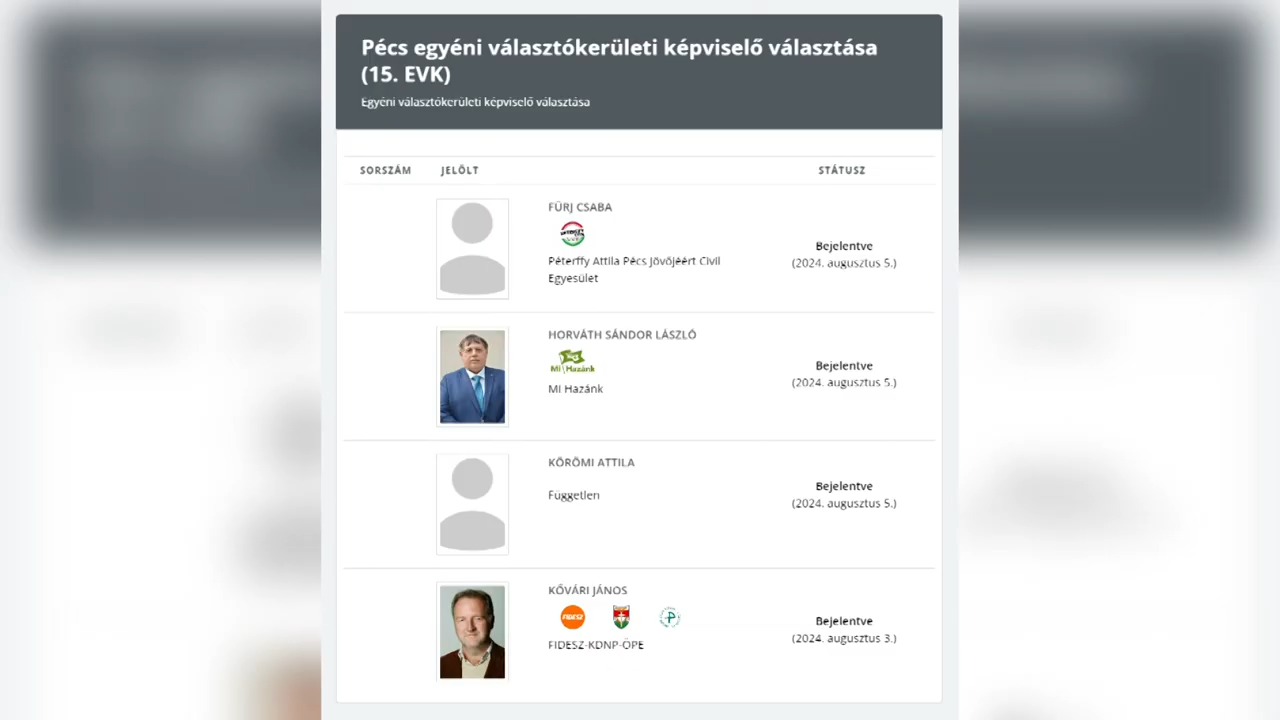 Pécs egyéni választókerületi képviselő választása
(15. EVK)
Egyéni választókerületi képviselő választása
SORSZÁM JELÖLT STÁTUSZ
FÜRJ CSABA
Péterffy Attila Pécs Jövőjéért Civil
Egyesület
Bejelentve
(2024. augusztus 5.)
HORVÁTH SÁNDOR LÁSZLÓ
Mi Hazánk
Mi Hazánk
Bejelentve
(2024. augusztus 5.)
KŐRÖMI ATTILA
Független
Bejelentve
(2024. augusztus 5.)
KŐVÁRI JÁNOS
FIDESZ
FIDESZ-KDNP-ÖPE
Bejelentve
(2024. augusztus 3.)